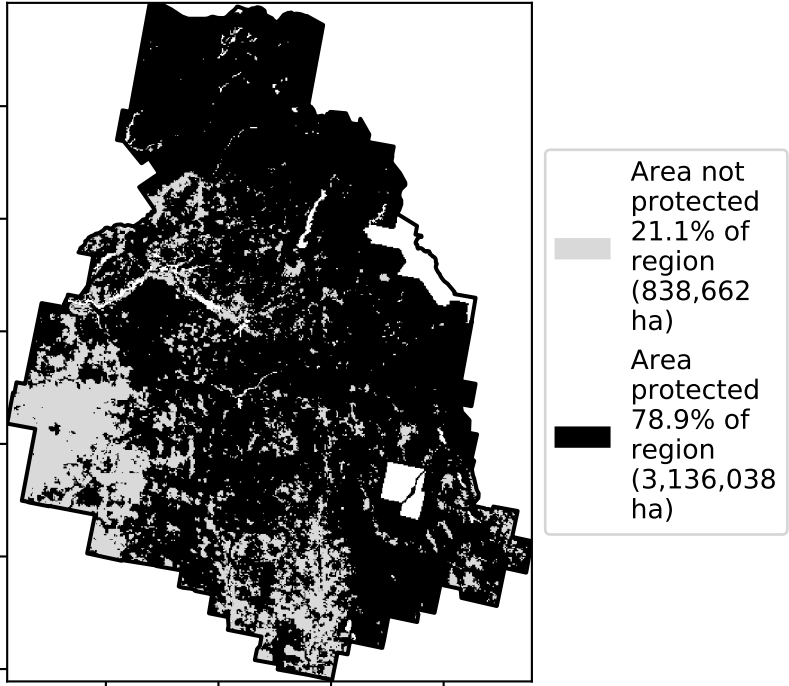 Area not
protected
21.1% of
region
(838,662
ha)
Area
protected
78.9% of
region
(3,136,038
ha)